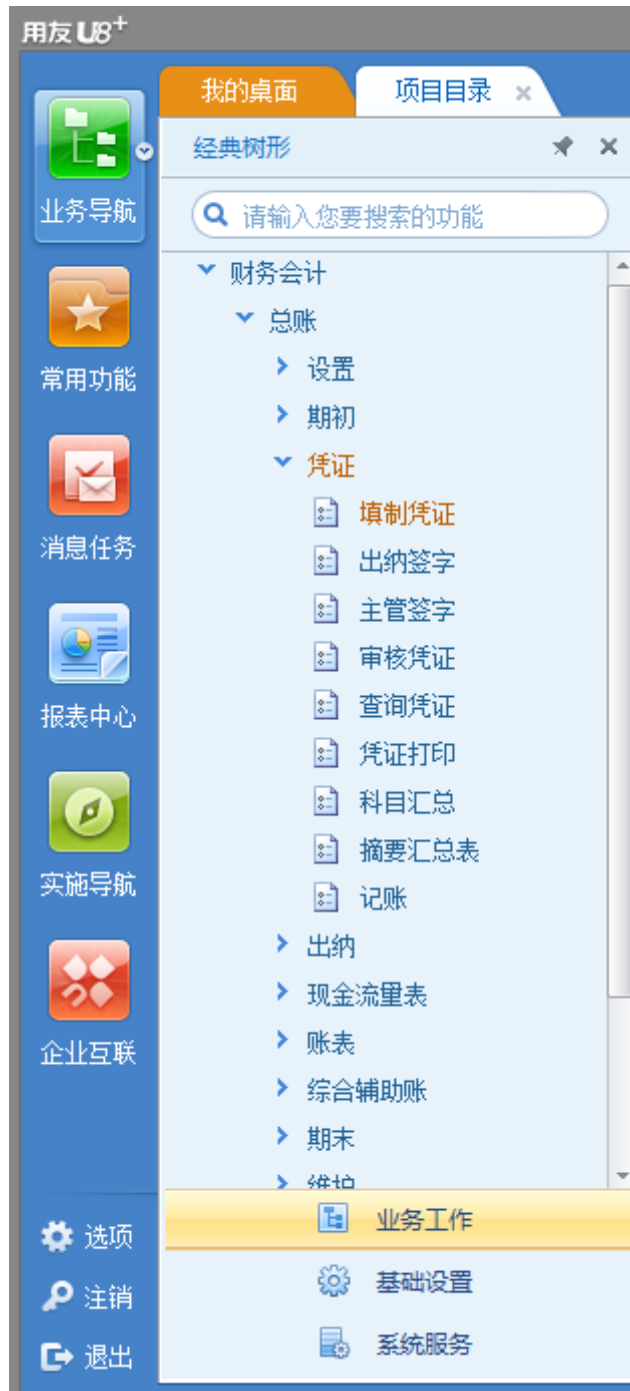 用友U8+
我的桌面 项目目录
经典树形
请输入您要搜索的功能
业务导航
常用功能
消息任务
报表中心
实施导航
企业互联
选项
注销
退出
财务会计
总账
设置
期初
凭证
填制凭证
出纳签字
主管签字
审核凭证
查询凭证
凭证打印
科目汇总
摘要汇总表
记账
出纳
现金流量表
账表
综合辅助账
期末
维护
业务工作
基础设置
系统服务